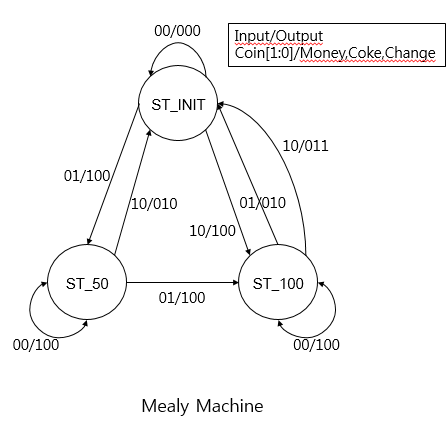 00/000
Input/Output
Coin[1:0]/Money,Coke,Change
ST_INIT
10/011
01/100
10/010
01/010
10/100
ST_50
ST_100
01/100
00/100
00/100
Mealy Machine